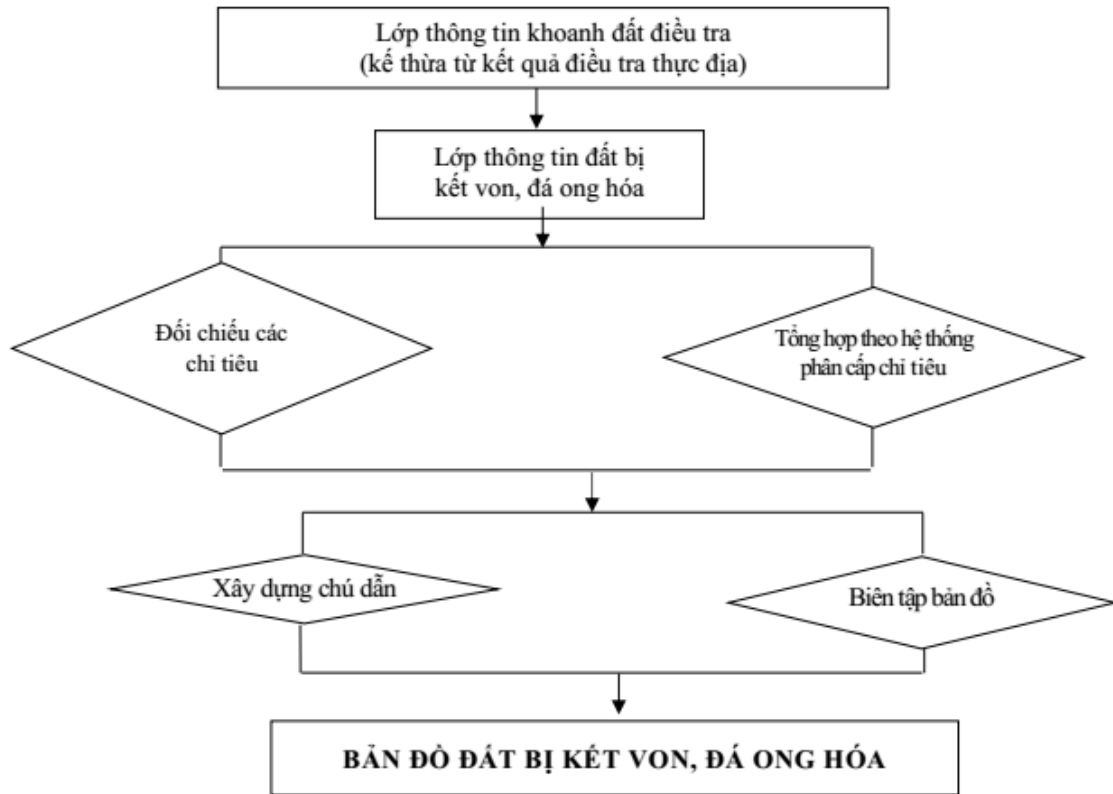 Lớp thông tin khoanh đất điều tra
(kế thừa từ kết quả điều tra thực địa)
Lớp thông tin đất bị
kết von, đá ong hóa
Đối chiếu các
chỉ tiêu
Tổng hợp theo hệ thống
phân cấp chỉ tiêu
Xây dựng chú dẫn
Biên tập bản đồ
BẢN ĐỒ ĐẤT BỊ KẾT VON, ĐÁ ONG HÓA